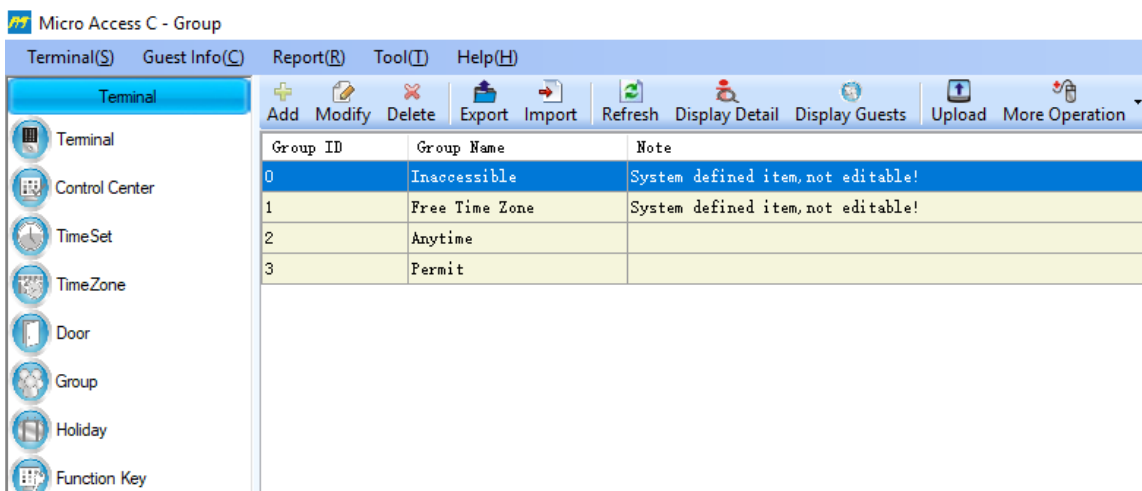 Micro Access C - Group
Terminal(S) Guest Info(C) Report(R) Tool(T) Help(H)
Terminal
Add Modify Delete Export Import Refresh Display Detail Display Guests Upload More Operation
Terminal
Control Center
TimeSet
TimeZone
Door
Group
Holiday
Function Key
Group ID Group Name Note
0 Inaccessible System defined item,not editable!
1 Free Time Zone System defined item,not editable!
2 Anytime
3 Permit